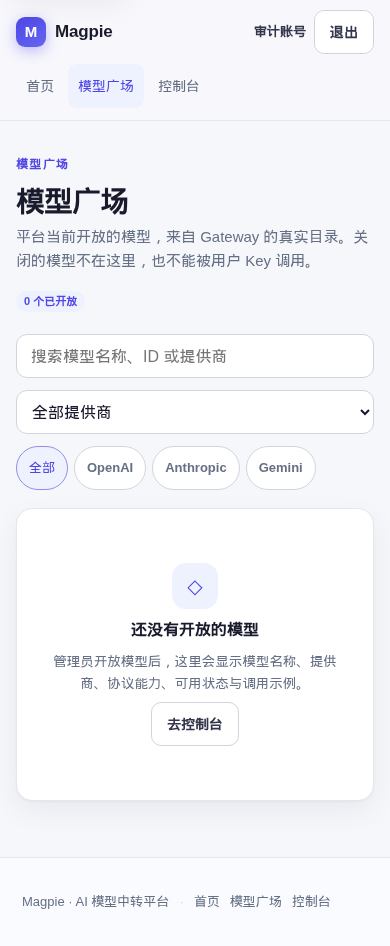 M Magpie 审计账号 退出
首页 模型广场 控制台
模型广场
模型广场
平台当前开放的模型，来自 Gateway 的真实目录。关
闭的模型不在这里，也不能被用户 Key 调用。
0 个已开放
搜索模型名称、ID 或提供商
全部提供商
全部 OpenAI Anthropic Gemini
还没有开放的模型
管理员开放模型后，这里会显示模型名称、提供
商、协议能力、可用状态与调用示例。
去控制台
Magpie · AI 模型中转平台 · 首页 模型广场 控制台